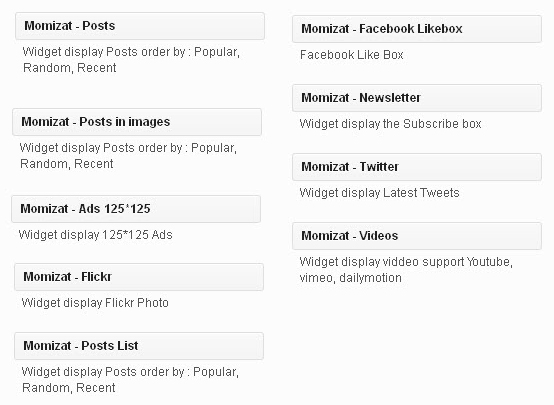 Momizat - Posts
Widget display Posts order by : Popular,
Random, Recent
Momizat - Posts in images
Widget display Posts order by : Popular,
Random, Recent
Momizat - Ads 125*125
Widget display 125*125 Ads
Momizat - Flickr
Widget display Flickr Photo
Momizat - Posts List
Widget display Posts order by : Popular,
Random, Recent
Momizat - Facebook Likebox
Facebook Like Box
Momizat - Newsletter
Widget display the Subscribe box
Momizat - Twitter
Widget display Latest Tweets
Momizat - Videos
Widget display viddeo support Youtube,
vimeo, dailymotion